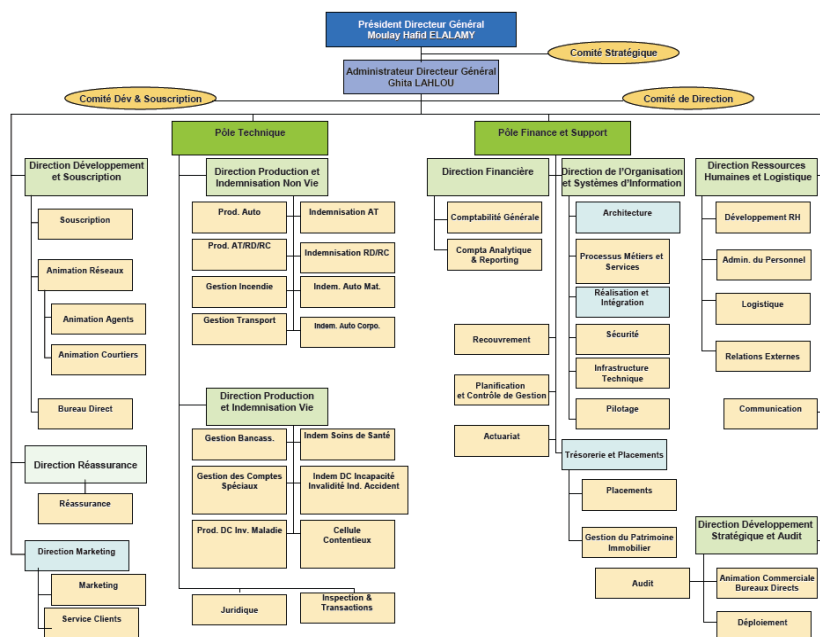 Président Directeur Général
Moulay Hafid ELALAMY
Comité Stratégique
Administrateur Directeur Général
Ghita LAHLOU
Comité Dév & Souscription
Comité de Direction
Pôle Technique
Pôle Finance et Support
Direction Développement
et Souscription
Souscription
Animation Réseaux
Animation Agents
Animation Courtiers
Bureau Direct
Direction Réassurance
Réassurance
Direction Marketing
Marketing
Service Clients
Direction Production et
Indemnisation Non Vie
Prod. Auto
Indemnisation AT
Prod. AT/RD/RC
Indemnisation RD/RC
Gestion Incendie
Indem. Auto Mat.
Gestion Transport
Indem. Auto Corpo.
Direction Production
et Indemnisation Vie
Gestion Bancass.
Indem Soins de Santé
Gestion des Comptes
Spéciaux
Indem DC Incapacité
Invalidité Ind. Accident
Prod. DC Inv. Maladie
Cellule
Contentieux
Juridique
Inspection &
Transactions
Direction Financière
Comptabilité Générale
Compta Analytique
& Reporting
Recouvrement
Planification
et Contrôle de Gestion
Actuariat
Direction de l'Organisation
et Systèmes d'Information
Architecture
Processus Métiers et
Services
Réalisation et
Intégration
Sécurité
Infrastructure
Technique
Pilotage
Trésorerie et Placements
Placements
Gestion du Patrimoine
Immobilier
Direction Ressources
Humaines et Logistique
Développement RH
Admin. du Personnel
Logistique
Relations Externes
Communication
Direction Développement
Stratégique et Audit
Audit
Animation Commerciale
Bureaux Directs
Déploiement